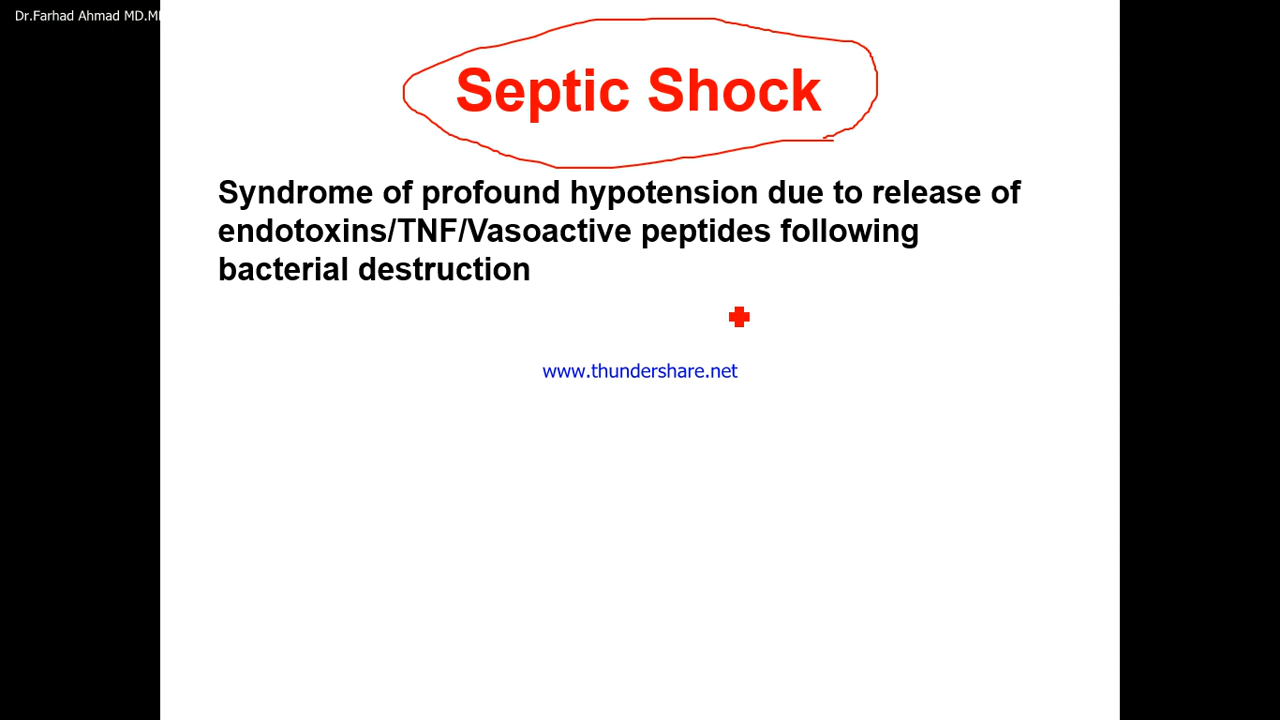 Dr.Farhad Ahmad MD.
Septic Shock
Syndrome of profound hypotension due to release of
endotoxins/TNF/Vasoactive peptides following
bacterial destruction
www.thundershare.net